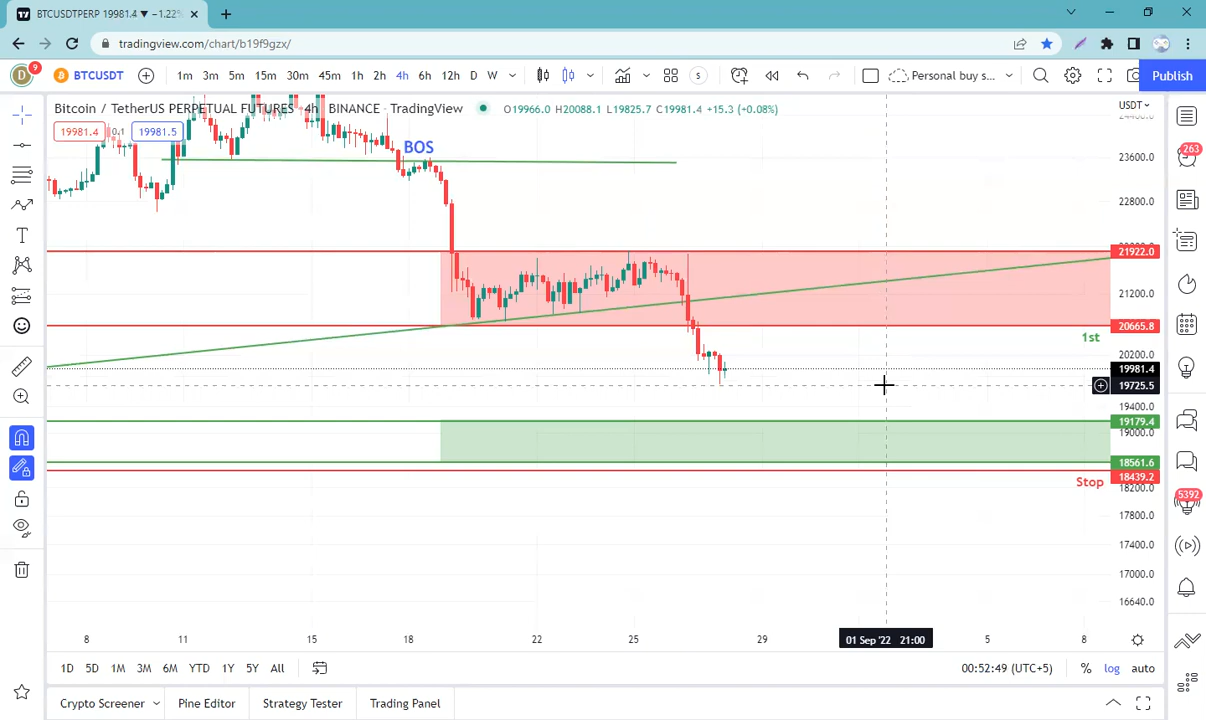 BTCUSDTPERP 19981.4 ▼ −1.22%
tradingview.com/chart/b19f9gzx/
D 9 BTCUSDT 1m 3m 5m 15m 30m 45m 1h 2h 4h 6h 12h D W S Personal buy s... Publish
Bitcoin / TetherUS PERPETUAL FUTURES · 4h · BINANCE · TradingView O19966.0 H20088.1 L19825.7 C19981.4 +15.3 (+0.08%)
USDT
19981.4 0.1 19981.5
BOS
263
23600.0
22800.0
21922.0
21200.0
20665.8
1st
20200.0
19981.4
19725.5
19400.0
19179.4
19000.0
18561.6
18439.2
Stop
18200.0
5392
17800.0
17400.0
17000.0
16640.0
8 11 15 18 22 25 29 01 Sep '22 21:00 5 8
1D 5D 1M 3M 6M YTD 1Y 5Y All 00:52:49 (UTC+5) % log auto
Crypto Screener Pine Editor Strategy Tester Trading Panel